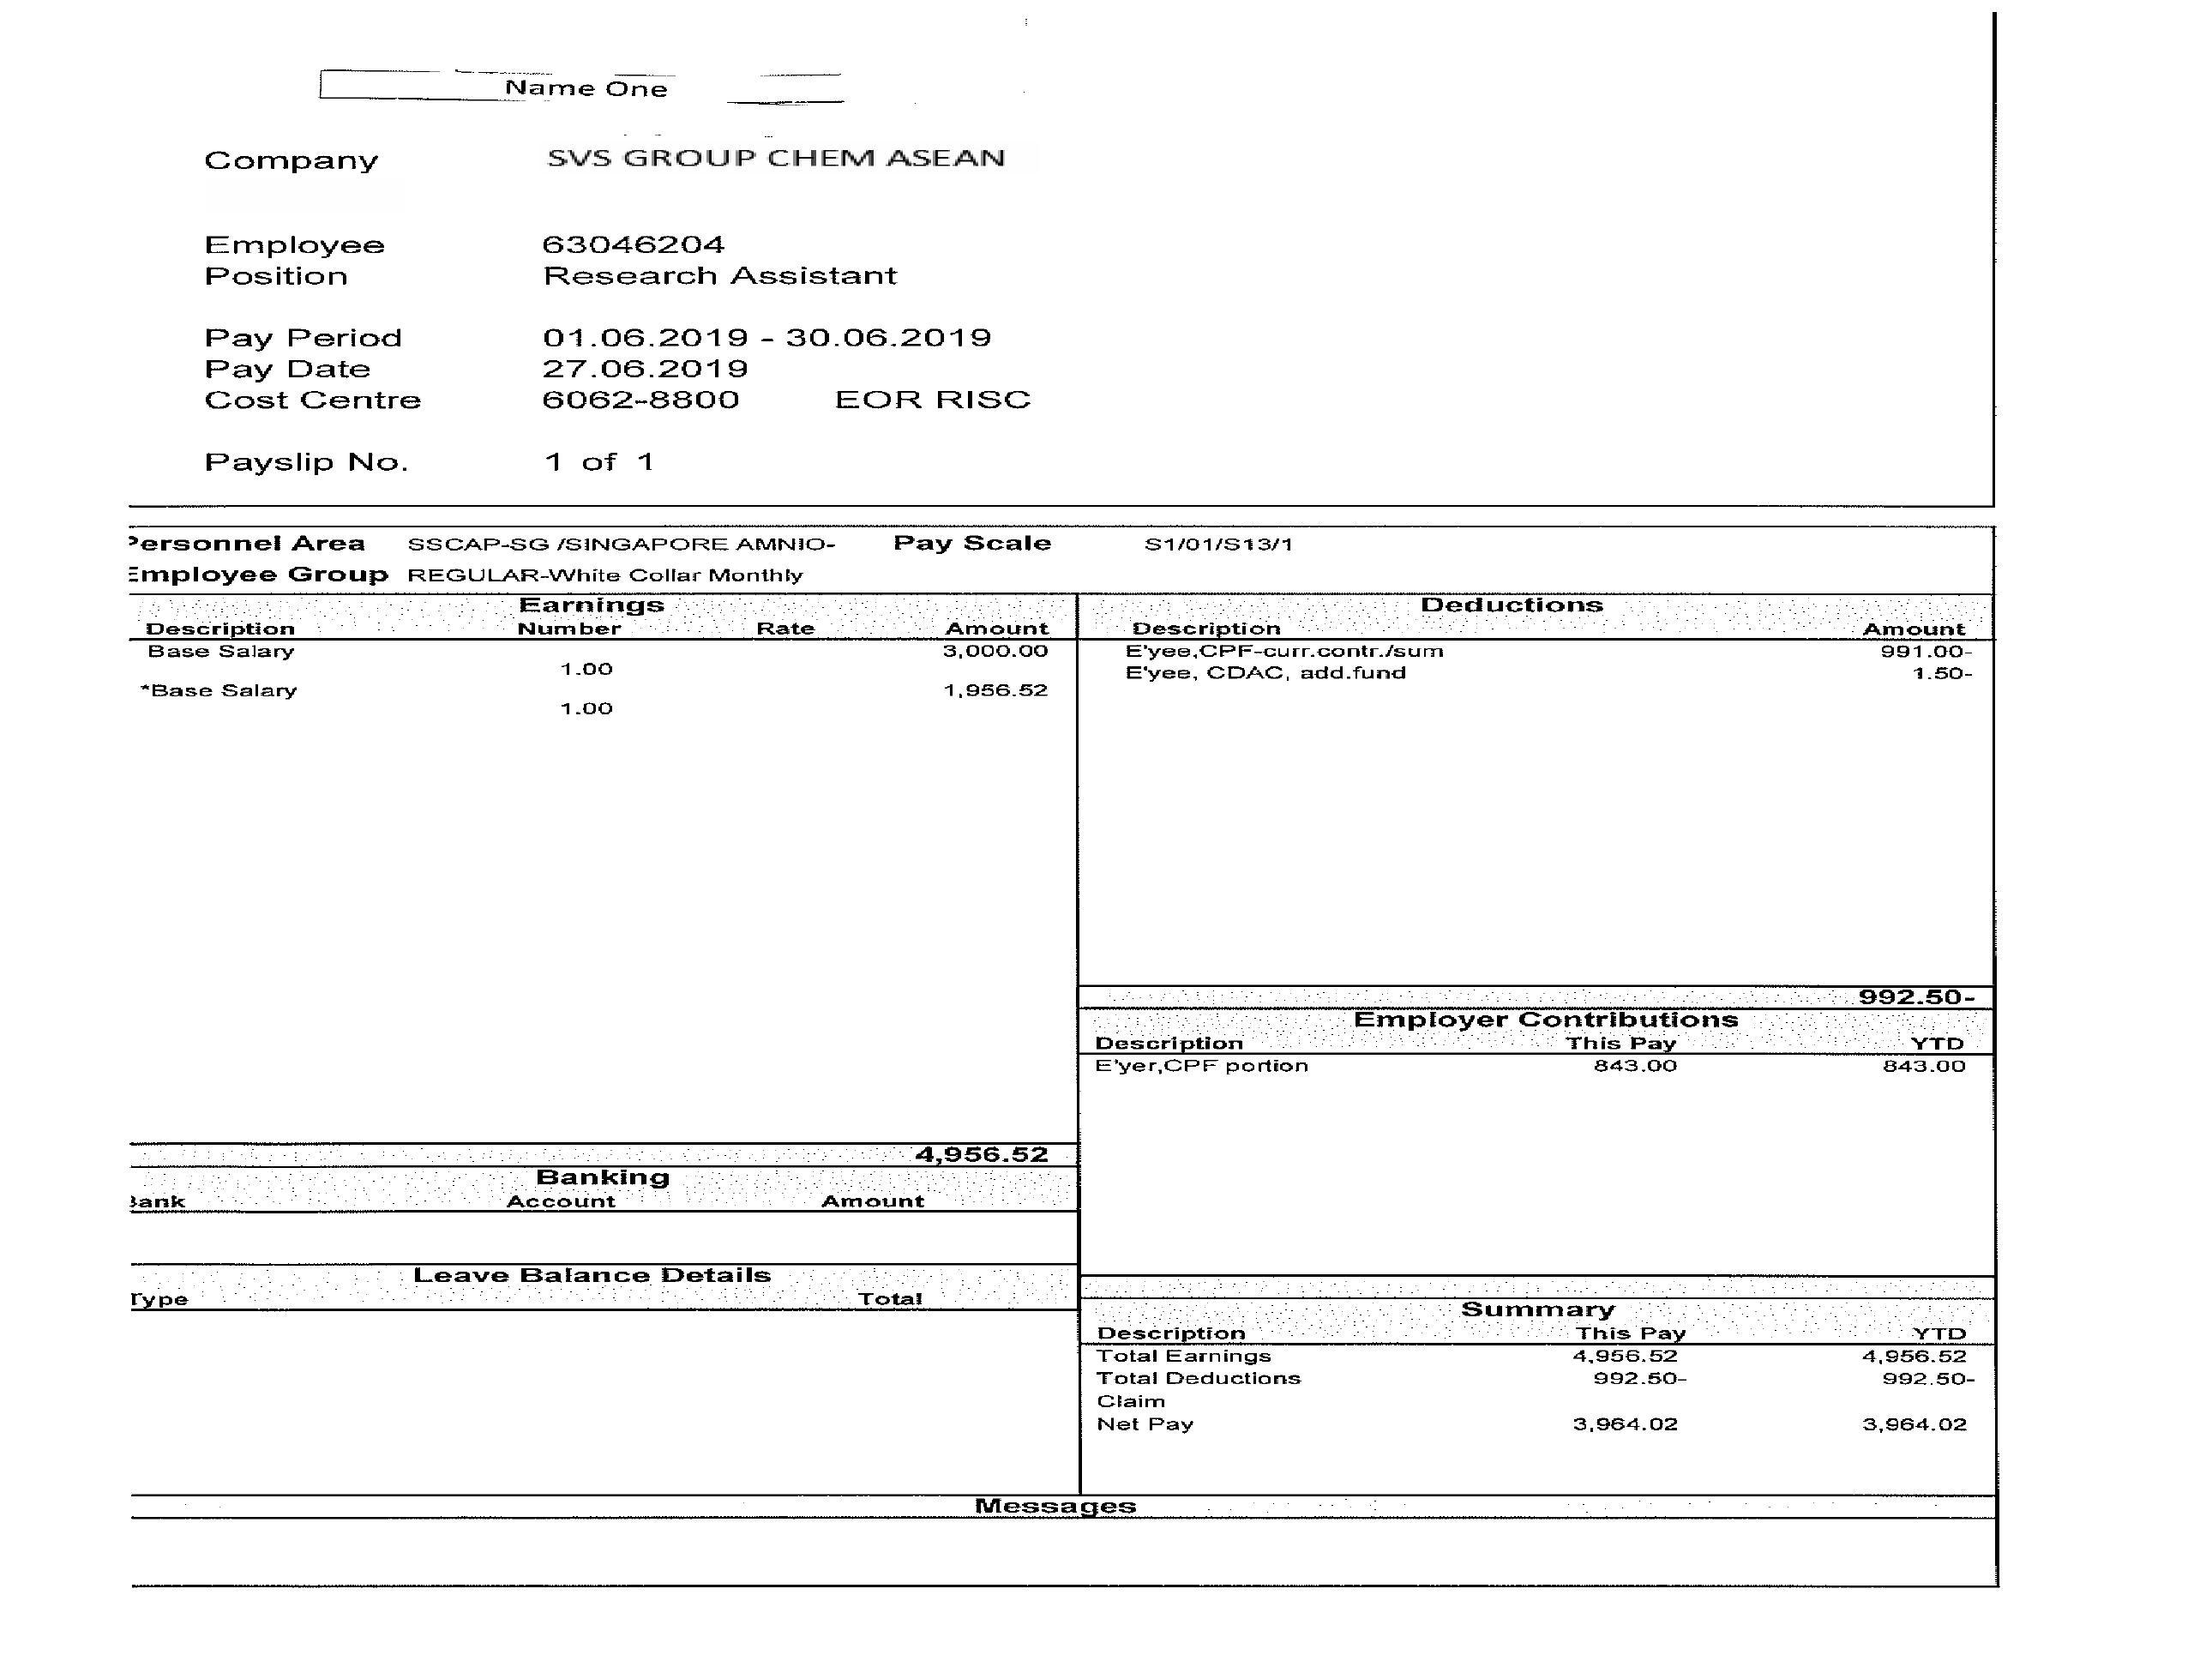 Name One
Company SVS GROUP CHEM ASEAN
Employee 63046204
Position Research Assistant
Pay Period 01.06.2019 - 30.06.2019
Pay Date 27.06.2019
Cost Centre 6062-8800 EOR RISC
Payslip No. 1 of 1
Personnel Area SSCAP-SG /SINGAPORE AMNIO- Pay Scale S1/01/S13/1
Employee Group REGULAR-White Collar Monthly
Earnings
Description Number Rate Amount
Base Salary 3,000.00
1.00
*Base Salary 1,956.52
1.00
4,956.52
Banking
Bank Account Amount
Leave Balance Details
Type Total
Deductions
Description Amount
E'yee,CPF-curr.contr./sum 991.00-
E'yee, CDAC, add.fund 1.50-
992.50-
Employer Contributions
Description This Pay YTD
E'yer,CPF portion 843.00 843.00
Summary
Description This Pay YTD
Total Earnings 4,956.52 4,956.52
Total Deductions 992.50- 992.50-
Claim
Net Pay 3,964.02 3,964.02
Messages